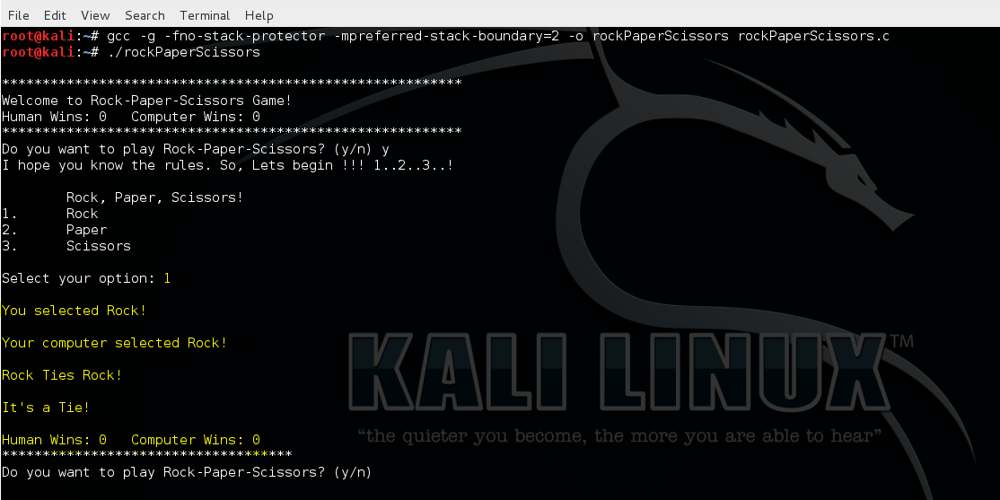 File Edit View Search Terminal Help
root@kali:~# gcc -g -fno-stack-protector -mpreferred-stack-boundary=2 -o rockPaperScissors rockPaperScissors.c
root@kali:~# ./rockPaperScissors
*********************************************************
Welcome to Rock-Paper-Scissors Game!
Human Wins: 0   Computer Wins: 0
*********************************************************
Do you want to play Rock-Paper-Scissors? (y/n) y
I hope you know the rules. So, Lets begin !!! 1..2..3..!
Rock, Paper, Scissors!
1.      Rock
2.      Paper
3.      Scissors
Select your option: 1
You selected Rock!
Your computer selected Rock!
Rock Ties Rock!
It's a Tie!
Human Wins: 0   Computer Wins: 0
************************************
Do you want to play Rock-Paper-Scissors? (y/n)
KALI LINUX™
“the quieter you become, the more you are able to hear”